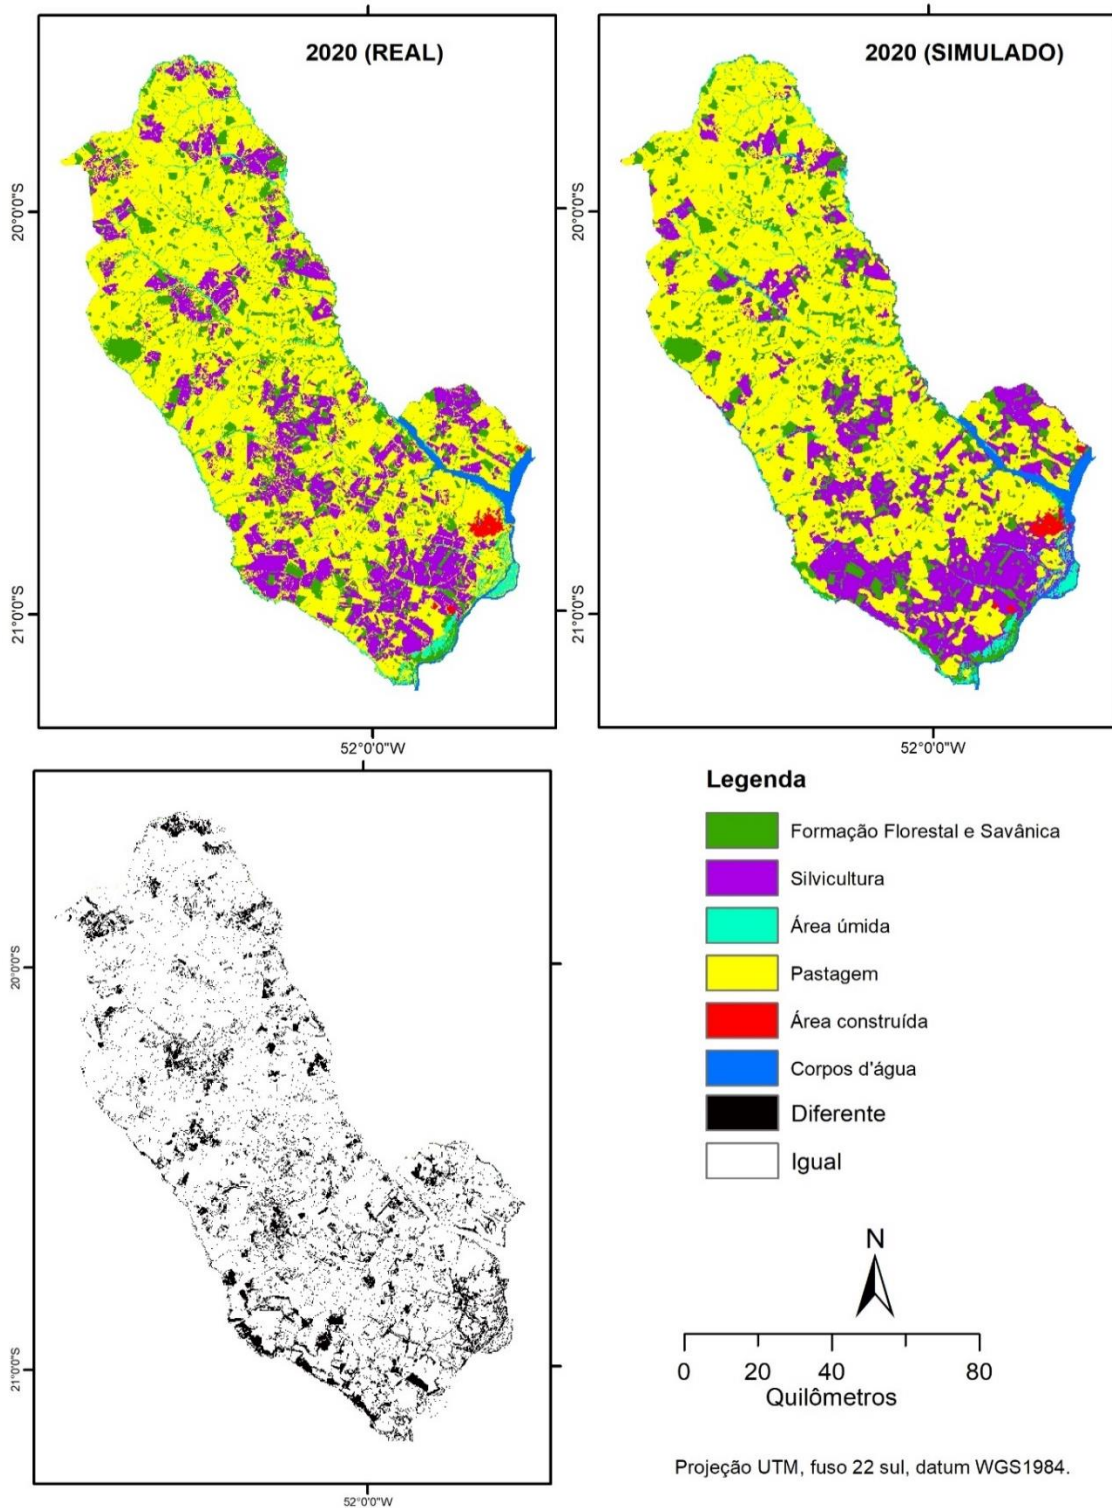 2020 (REAL)
2020 (SIMULADO)
20°0'0"S
20°0'0"S
21°0'0"S
21°0'0"S
52°0'0"W
52°0'0"W
Legenda
Formação Florestal e Savânica
Silvicultura
Área úmida
Pastagem
Área construída
Corpos d'água
Diferente
Igual
20°0'0"S
21°0'0"S
52°0'0"W
N
0 20 40 80
Quilômetros
Projeção UTM, fuso 22 sul, datum WGS1984.